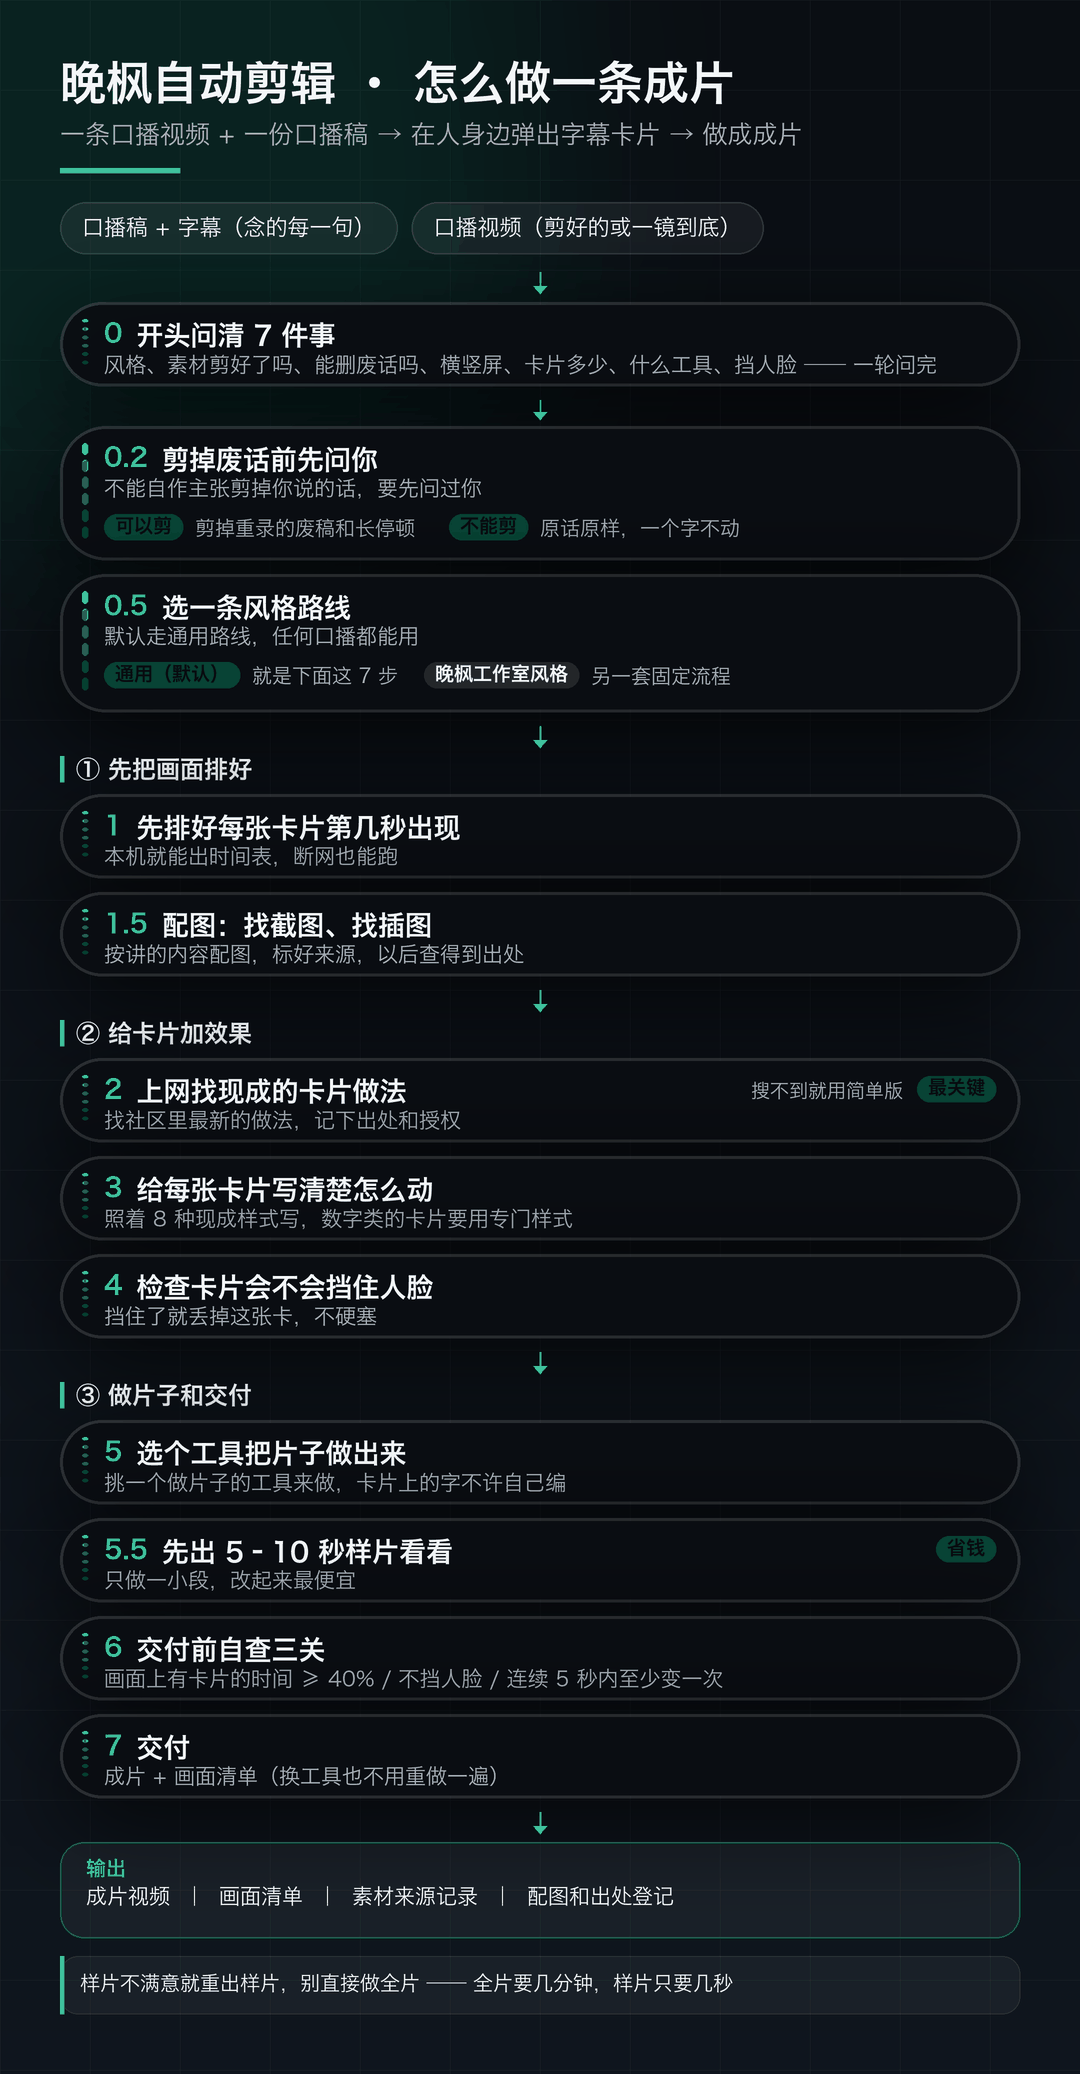 晚枫自动剪辑 · 怎么做一条成片
一条口播视频 + 一份口播稿 → 在人身边弹出字幕卡片 → 做成成片
口播稿 + 字幕（念的每一句）
口播视频（剪好的或一镜到底）
0 开头问清 7 件事
风格、素材剪好了吗、能删废话吗、横竖屏、卡片多少、什么工具、挡人脸 —— 一轮问完
0.2 剪掉废话前先问你
不能自作主张剪掉你说的话，要先问过你
可以剪 剪掉重录的废稿和长停顿 不能剪 原话原样，一个字不动
0.5 选一条风格路线
默认走通用路线，任何口播都能用
通用（默认） 就是下面这 7 步 晚枫工作室风格 另一套固定流程
① 先把画面排好
1 先排好每张卡片第几秒出现
本机就能出时间表，断网也能跑
1.5 配图：找截图、找插图
按讲的内容配图，标好来源，以后查得到出处
② 给卡片加效果
2 上网找现成的卡片做法 搜不到就用简单版 最关键
找社区里最新的做法，记下出处和授权
3 给每张卡片写清楚怎么动
照着 8 种现成样式写，数字类的卡片要用专门样式
4 检查卡片会不会挡住人脸
挡住了就丢掉这张卡，不硬塞
③ 做片子和交付
5 选个工具把片子做出来
挑一个做片子的工具来做，卡片上的字不许自己编
5.5 先出 5 - 10 秒样片看看 省钱
只做一小段，改起来最便宜
6 交付前自查三关
画面上有卡片的时间 ≥ 40% / 不挡人脸 / 连续 5 秒内至少变一次
7 交付
成片 + 画面清单（换工具也不用重做一遍）
输出
成片视频 | 画面清单 | 素材来源记录 | 配图和出处登记
样片不满意就重出样片，别直接做全片 —— 全片要几分钟，样片只要几秒